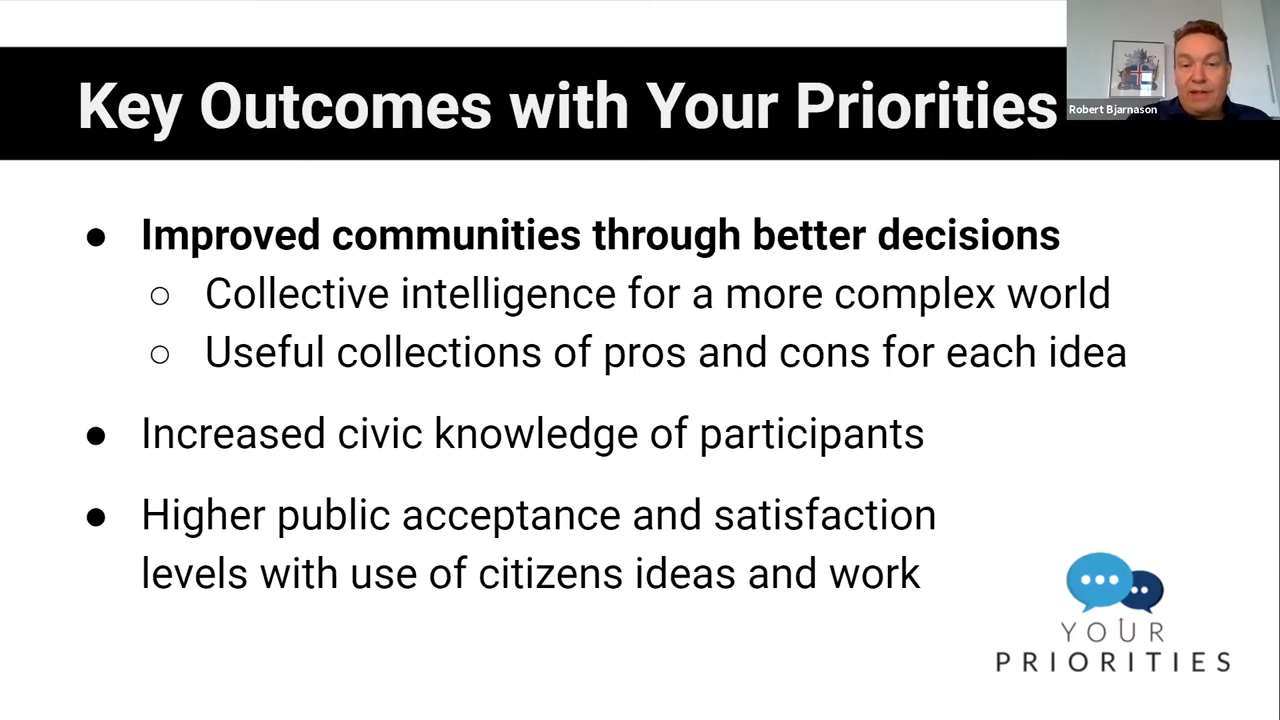 Key Outcomes with Your Priorities
Robert Bjarnason
● Improved communities through better decisions
○ Collective intelligence for a more complex world
○ Useful collections of pros and cons for each idea
● Increased civic knowledge of participants
● Higher public acceptance and satisfaction
levels with use of citizens ideas and work
YOUR
PRIORITIES